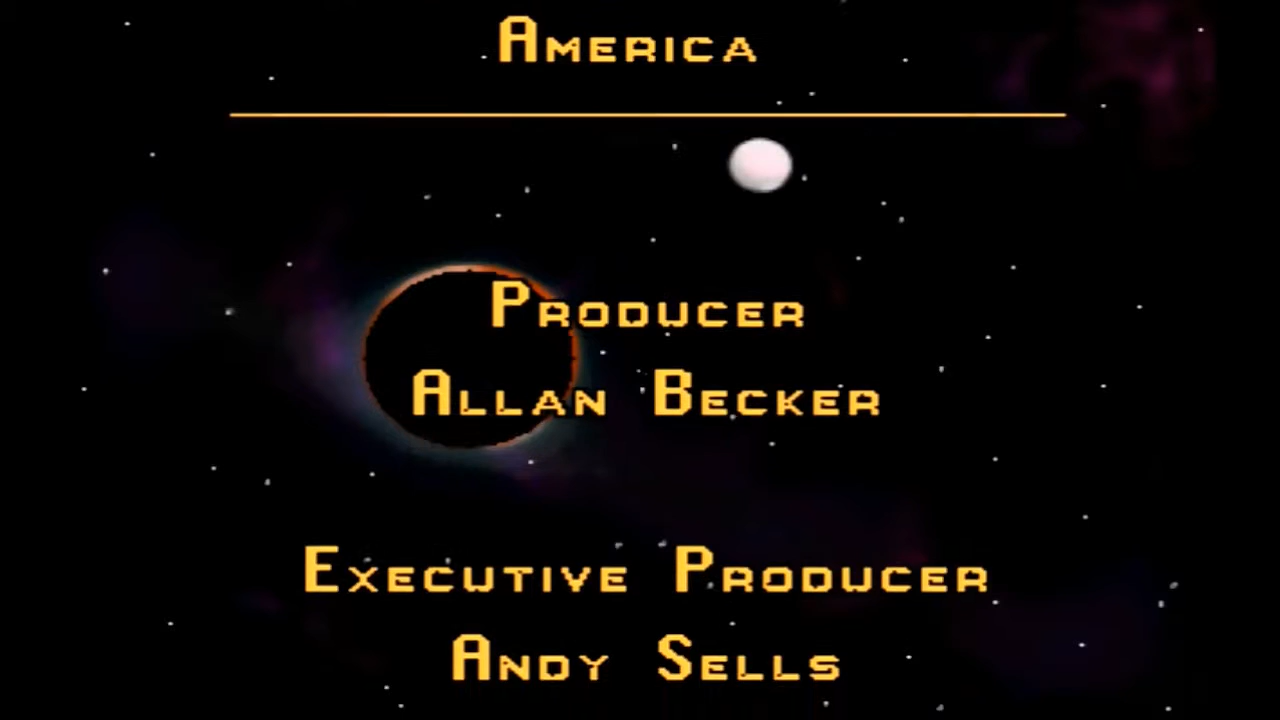 America
Producer
Allan Becker
Executive Producer
Andy Sells